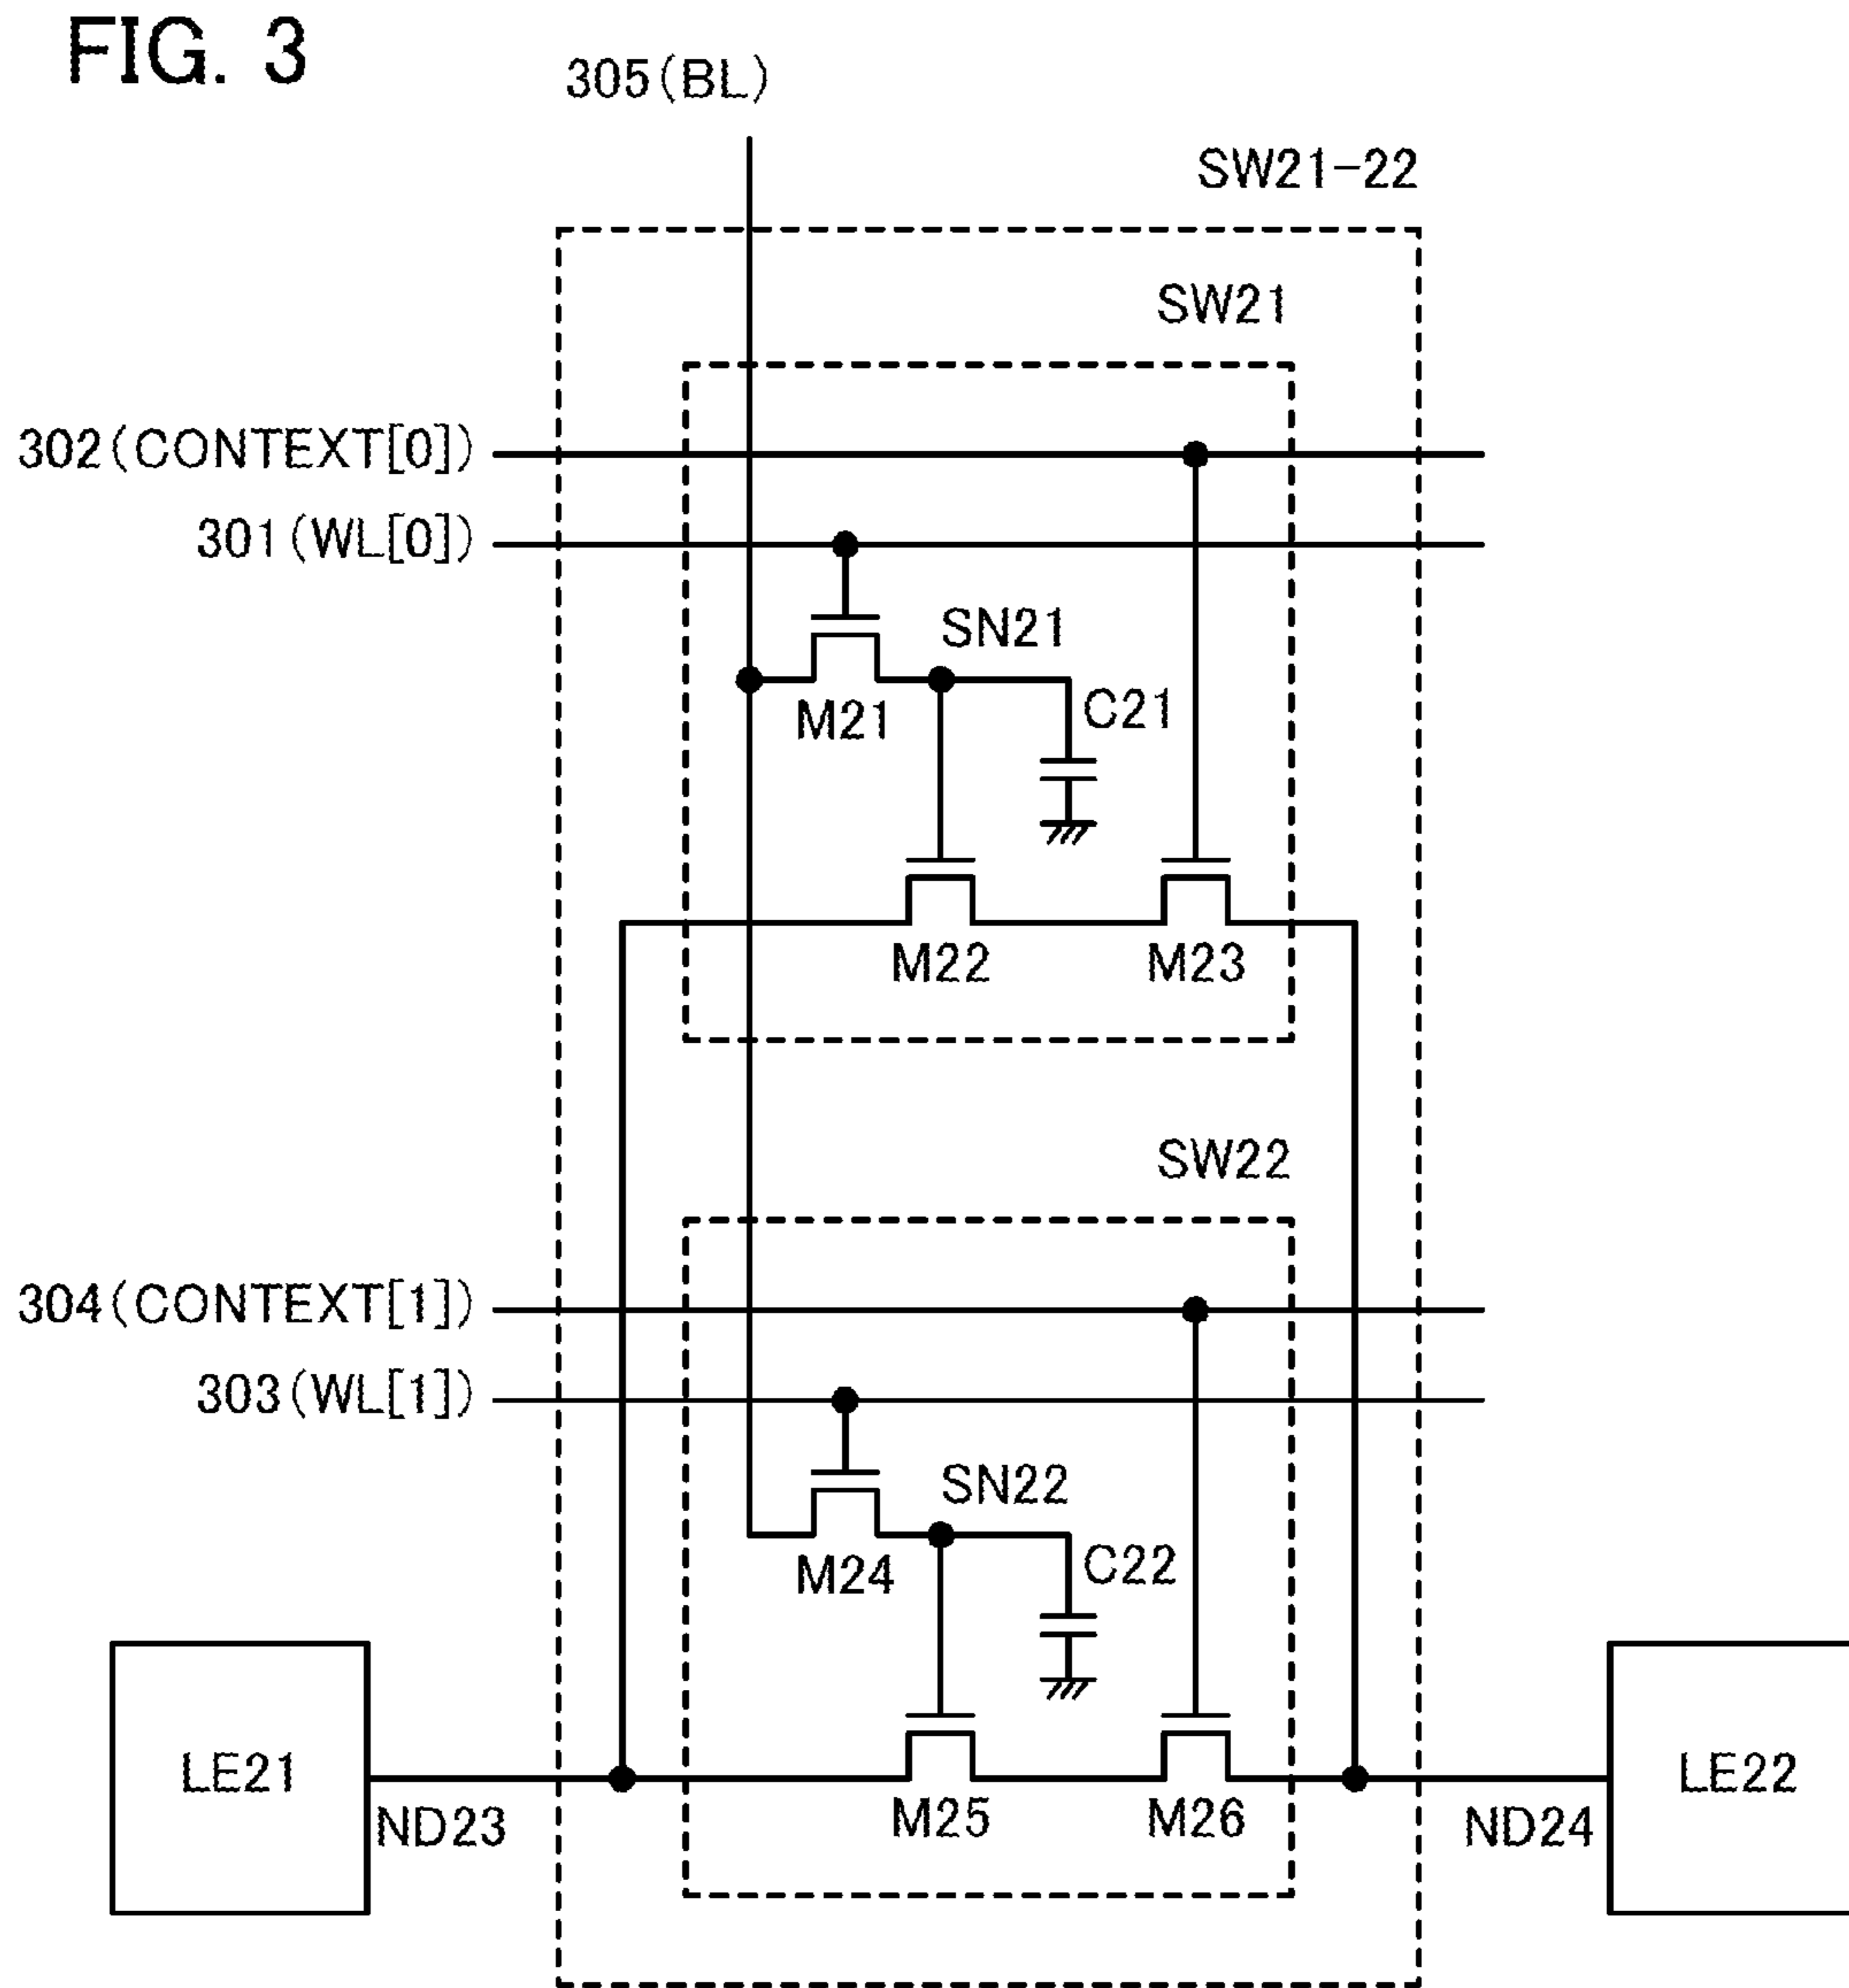 FIG. 3
305(BL)
SW21-22
SW21
302(CONTEXT[0])
301(WL[0])
SN21
M21
C21
M22
M23
SW22
304(CONTEXT[1])
303(WL[1])
SN22
M24
C22
LE21
ND23
M25
M26
ND24
LE22